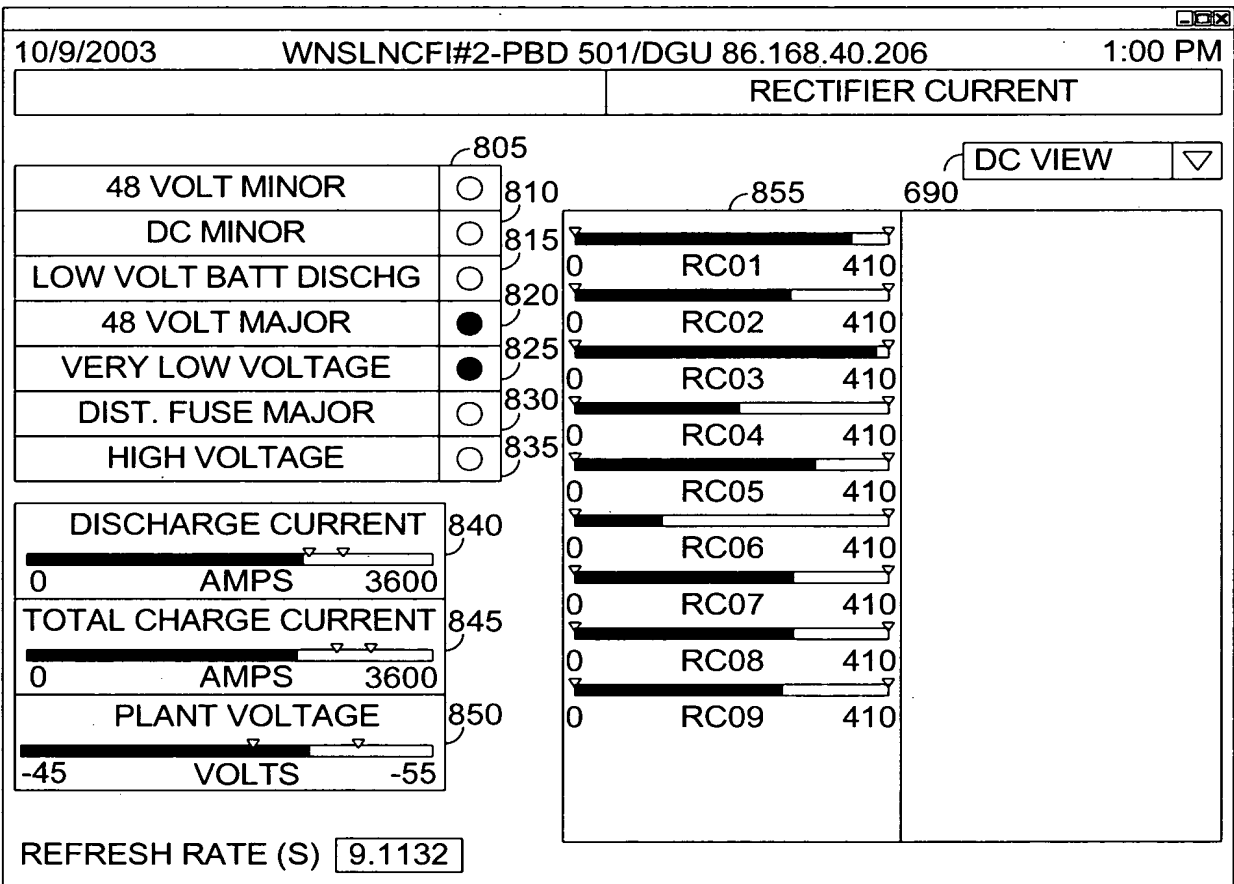 10/9/2003 WNSLNCFI#2-PBD 501/DGU 86.168.40.206 1:00 PM
RECTIFIER CURRENT
805
DC VIEW
690
48 VOLT MINOR
810
DC MINOR
815
LOW VOLT BATT DISCHG
820
48 VOLT MAJOR
825
VERY LOW VOLTAGE
830
DIST. FUSE MAJOR
835
HIGH VOLTAGE
DISCHARGE CURRENT 840
0 AMPS 3600
TOTAL CHARGE CURRENT 845
0 AMPS 3600
PLANT VOLTAGE 850
-45 VOLTS -55
REFRESH RATE (S) 9.1132
855
0 RC01 410
0 RC02 410
0 RC03 410
0 RC04 410
0 RC05 410
0 RC06 410
0 RC07 410
0 RC08 410
0 RC09 410